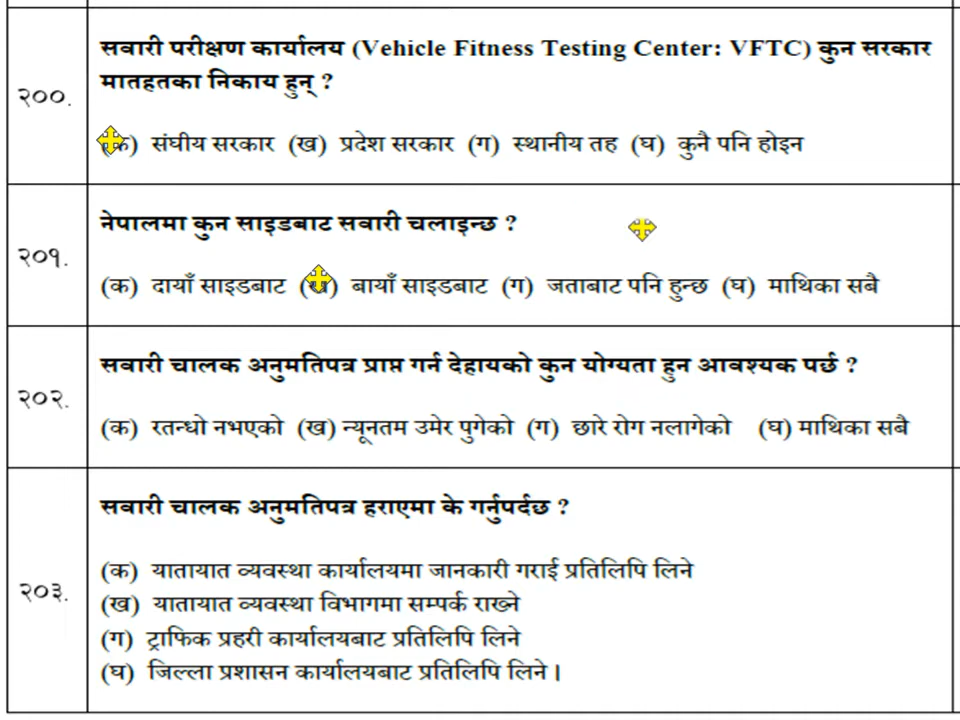 २००.
सवारी परीक्षण कार्यालय (Vehicle Fitness Testing Center: VFTC) कुन सरकार
मातहतका निकाय हुन् ?
(क) संघीय सरकार (ख) प्रदेश सरकार (ग) स्थानीय तह (घ) कुनै पनि होइन
२०१.
नेपालमा कुन साइडबाट सवारी चलाइन्छ ?
(क) दायाँ साइडबाट (ख) बायाँ साइडबाट (ग) जताबाट पनि हुन्छ (घ) माथिका सबै
२०२.
सवारी चालक अनुमतिपत्र प्राप्त गर्न देहायको कुन योग्यता हुन आवश्यक पर्छ ?
(क) रतन्धो नभएको (ख) न्यूनतम उमेर पुगेको (ग) छारे रोग नलागेको (घ) माथिका सबै
२०३.
सवारी चालक अनुमतिपत्र हराएमा के गर्नुपर्दछ ?
(क) यातायात व्यवस्था कार्यालयमा जानकारी गराई प्रतिलिपि लिने
(ख) यातायात व्यवस्था विभागमा सम्पर्क राख्ने
(ग) ट्राफिक प्रहरी कार्यालयबाट प्रतिलिपि लिने
(घ) जिल्ला प्रशासन कार्यालयबाट प्रतिलिपि लिने ।